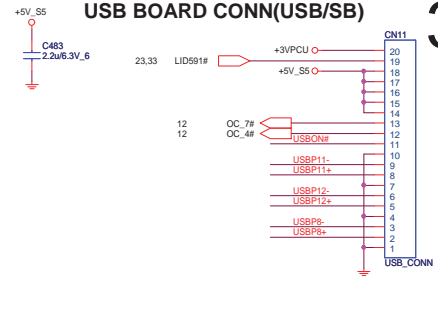 +5V_S5
USB BOARD CONN(USB/SB)
C483
2.2u/6.3V_6
CN11
+3VPCU
20
23,33 LID591#
19
+5V_S5
18
17
16
15
14
12 OC_7#
13
12 OC_4#
12
USBON#
11
10
USBP11-
9
USBP11+
8
7
USBP12-
6
USBP12+
5
4
USBP8-
3
USBP8+
2
1
USB_CONN